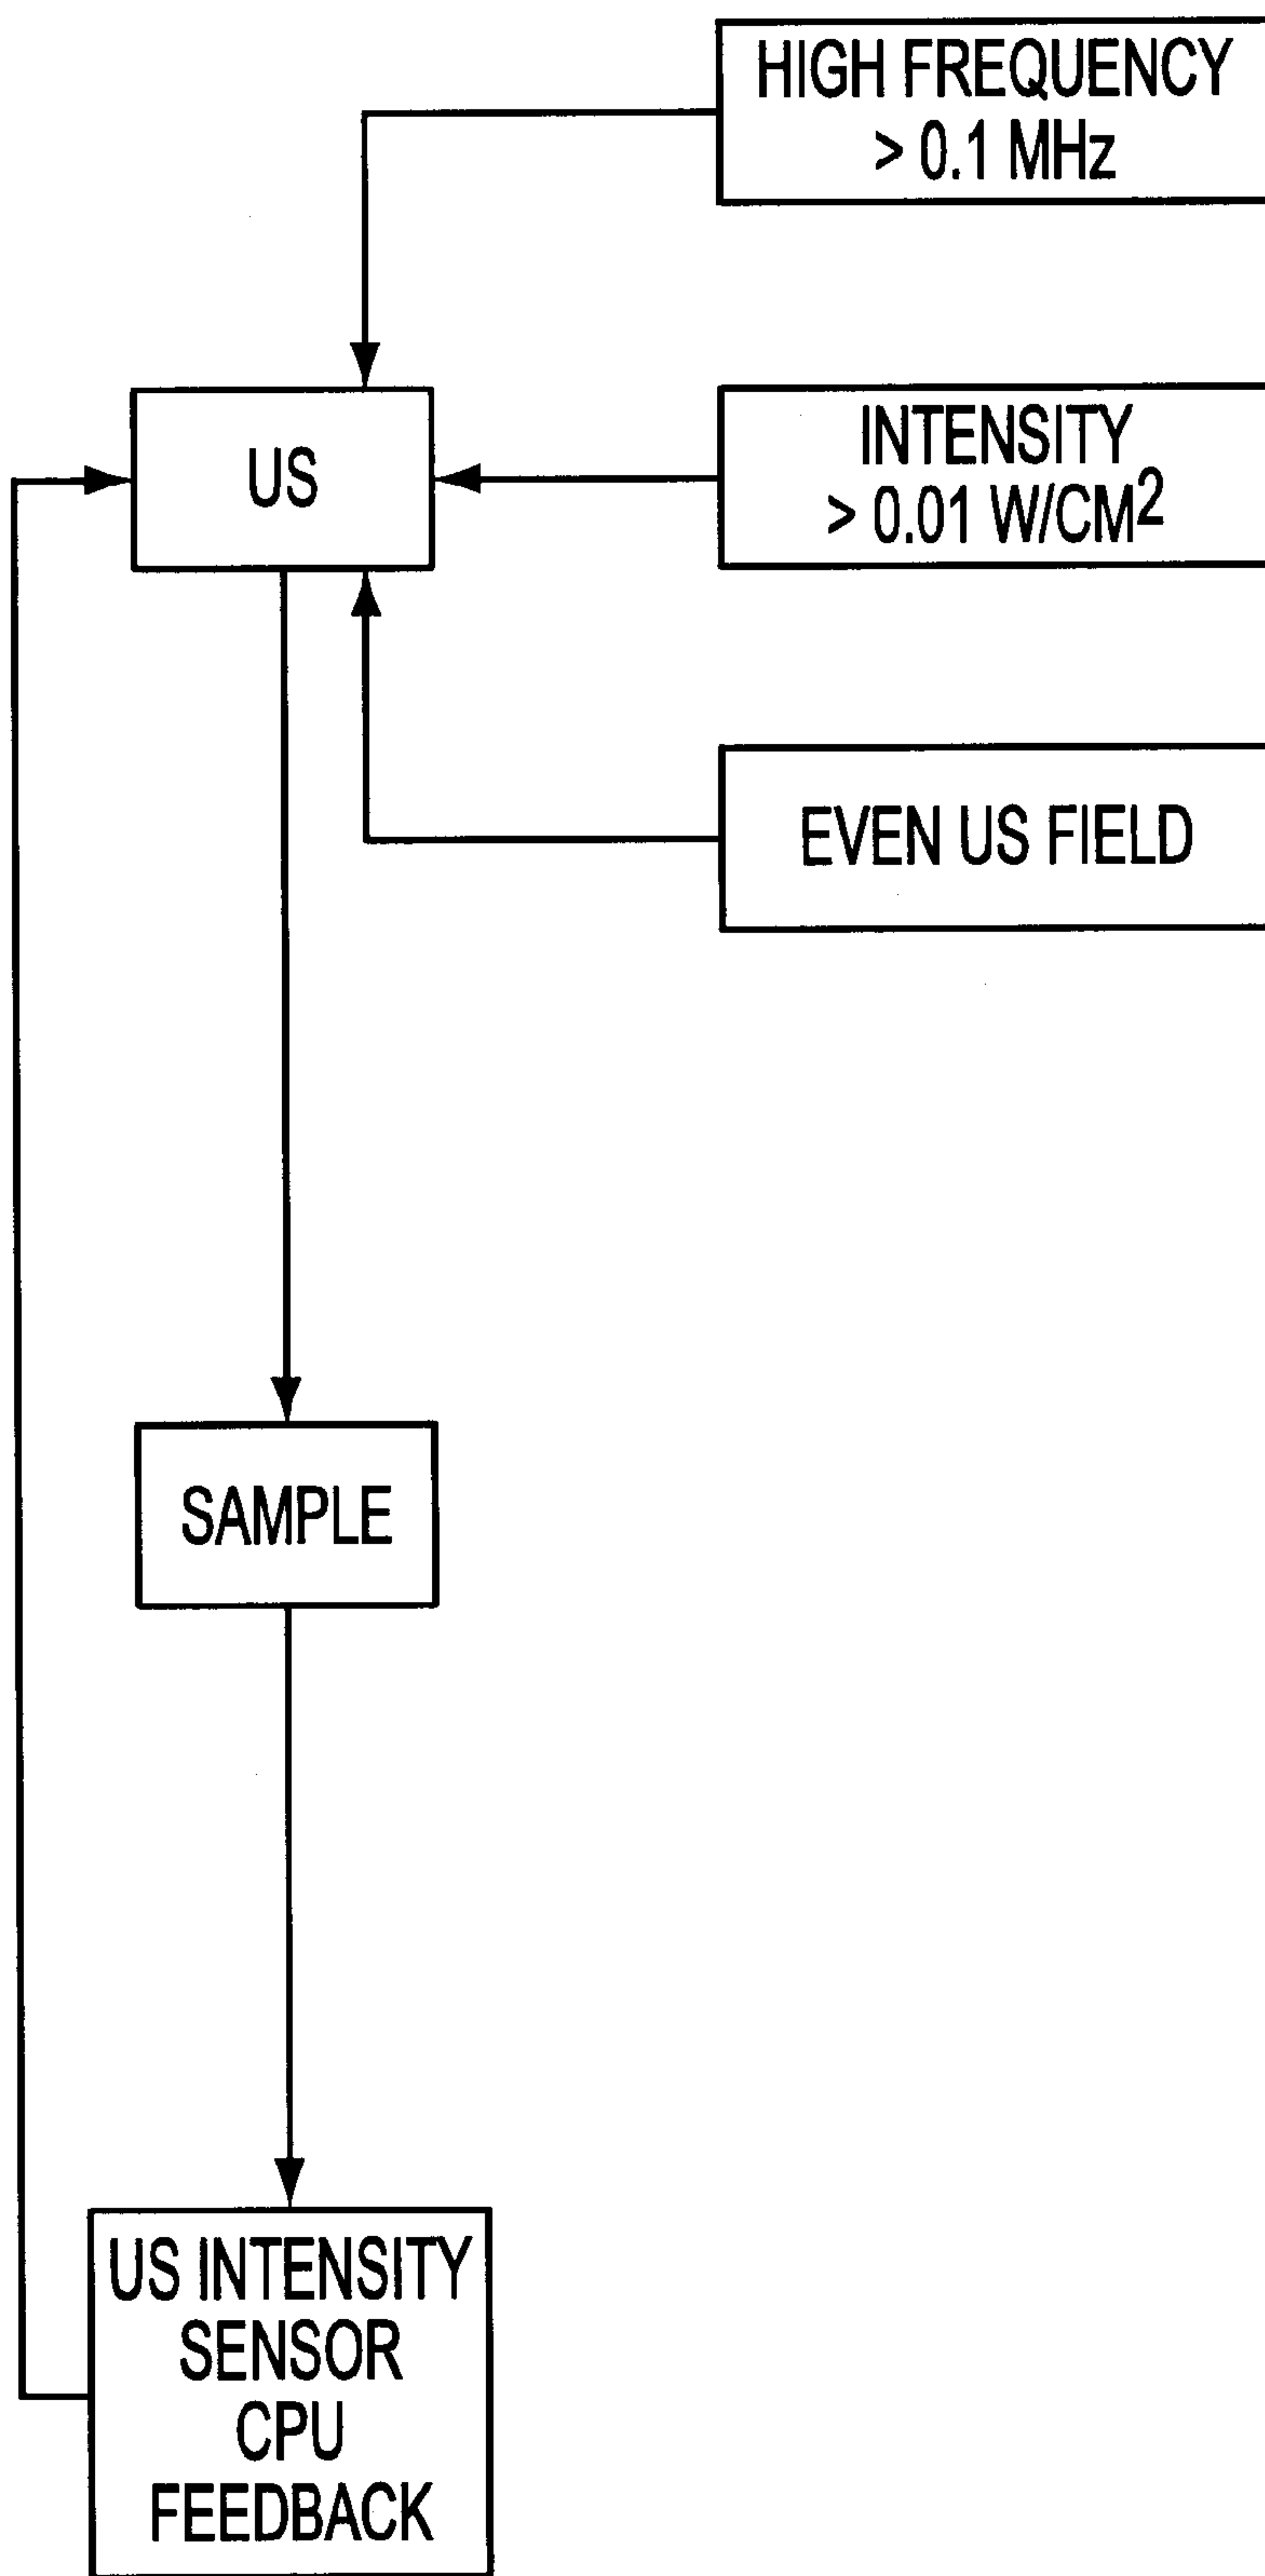 HIGH FREQUENCY
> 0.1 MHz
US
INTENSITY
> 0.01 W/CM²
EVEN US FIELD
SAMPLE
US INTENSITY
SENSOR
CPU
FEEDBACK